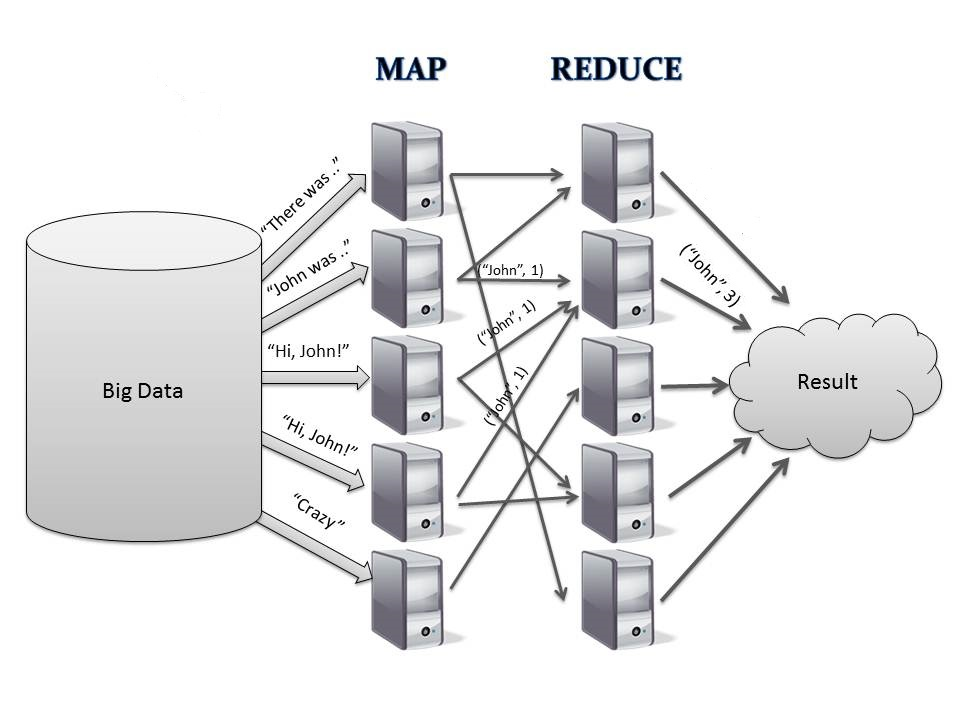 MAP
REDUCE
“There was ..”
“John was ..”
“Hi, John!”
“Hi, John!”
“Crazy”
Big Data
(“John”, 1)
(“John”, 1)
(“John”, 1)
(“John”, 3)
Result